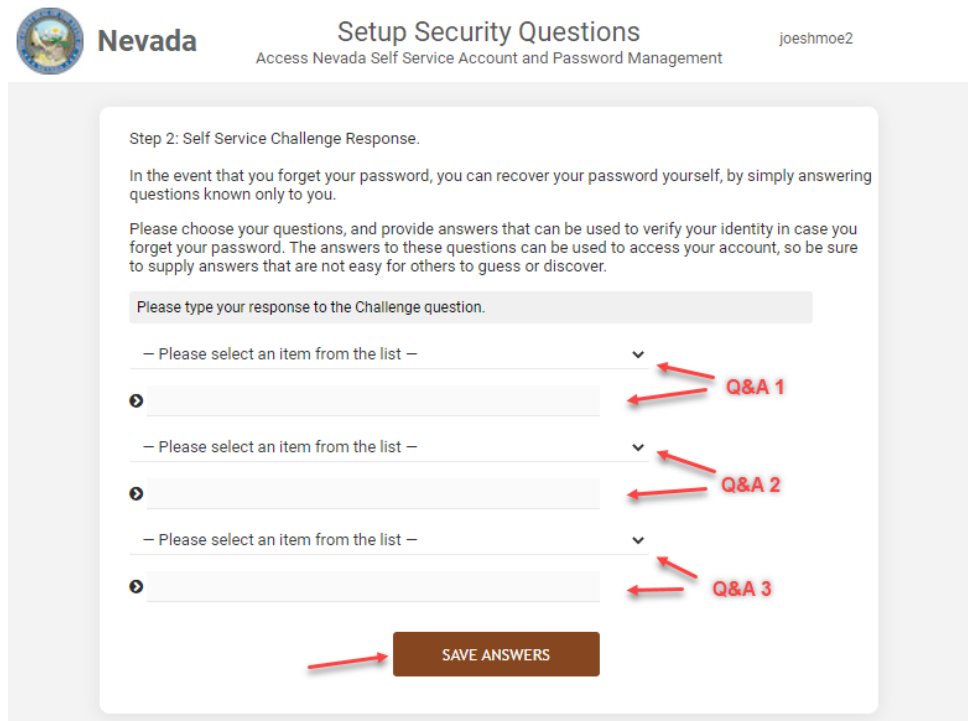 Nevada
Setup Security Questions
Access Nevada Self Service Account and Password Management
joeshmoe2
Step 2: Self Service Challenge Response.
In the event that you forget your password, you can recover your password yourself, by simply answering
questions known only to you.
Please choose your questions, and provide answers that can be used to verify your identity in case you
forget your password. The answers to these questions can be used to access your account, so be sure
to supply answers that are not easy for others to guess or discover.
Please type your response to the Challenge question.
— Please select an item from the list —
Q&A 1
— Please select an item from the list —
Q&A 2
— Please select an item from the list —
Q&A 3
SAVE ANSWERS